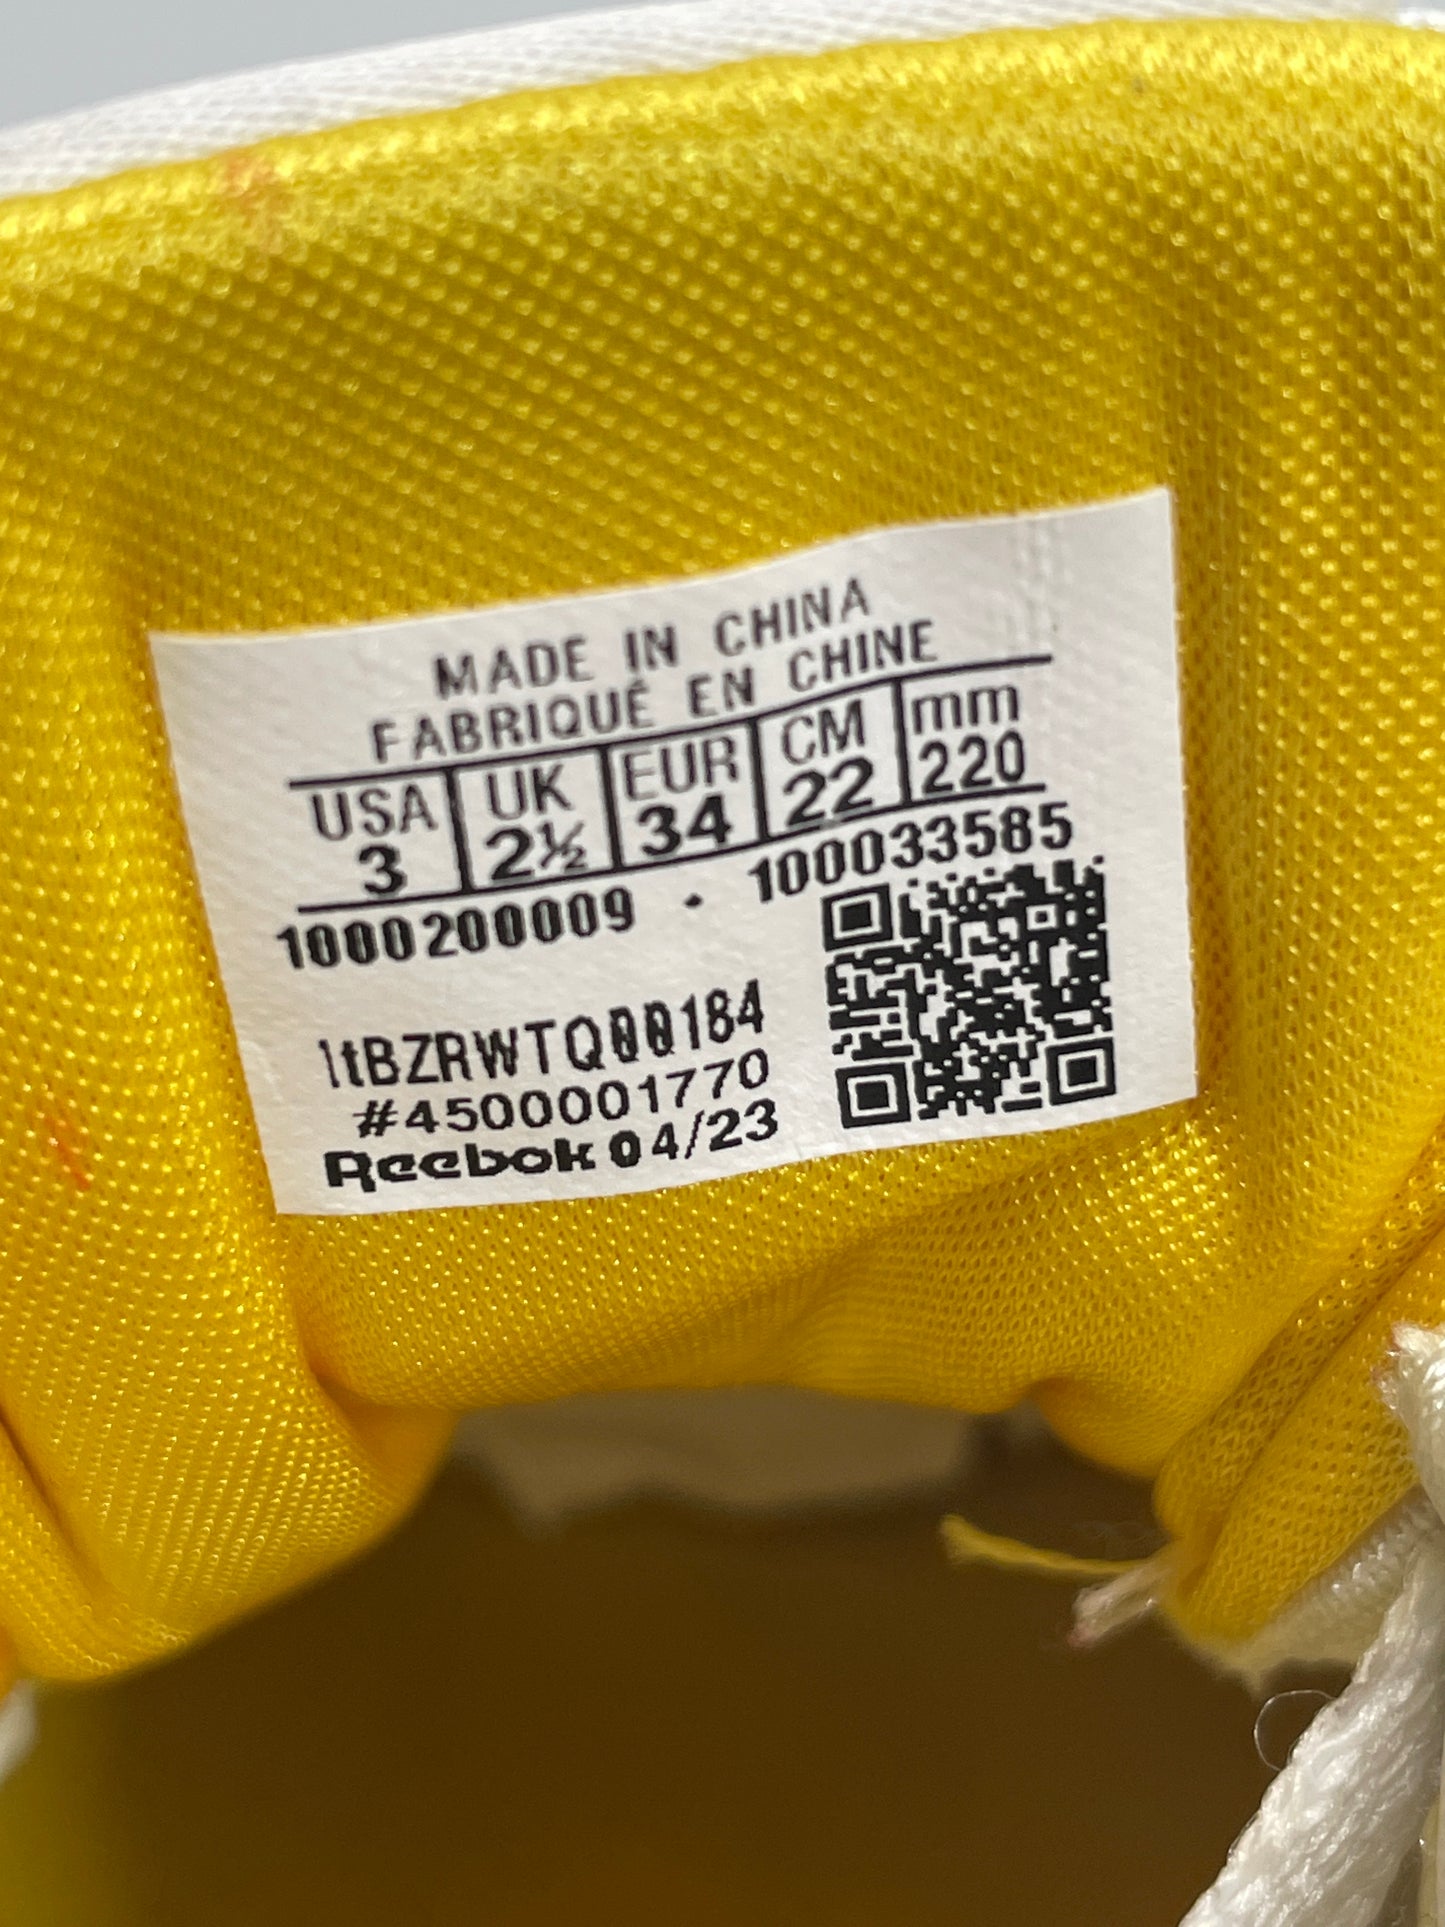 MADE IN CHINA
FABRIQUÉ EN CHINE
USA UK EUR CM mm
3 2½ 34 22 220
1000200009 · 100033585
1tBZRWTQ00184
#4500001770
Reebok 04/23